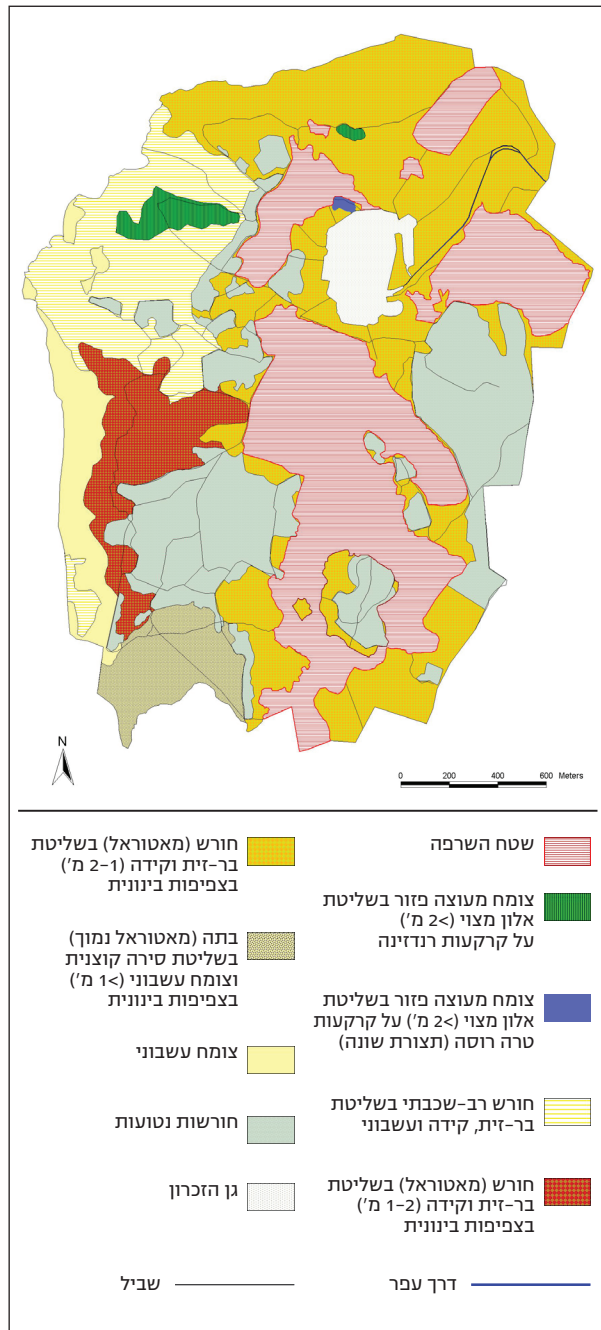 N
0 200 400 600 Meters
שטח השרפה
צומח מעוצה פזור בשליטת
אלון מצוי (>2 מ')
על קרקעות רנדזינה
צומח מעוצה פזור בשליטת
אלון מצוי (>2 מ') על קרקעות
טרה רוסה (תצורת שונה)
חורש רב-שכבתי בשליטת
בר-זית, קידה ועשבוני
חורש (מאטוראל) בשליטת
בר-זית וקידה (1-2 מ')
בצפיפות בינונית
דרך עפר
חורש (מאטוראל) בשליטת
בר-זית וקידה (2-1 מ')
בצפיפות בינונית
בתה (מאטוראל נמוך)
בשליטת סירה קוצנית
וצומח עשבוני (>1 מ')
בצפיפות בינונית
צומח עשבוני
חורשות נטועות
גן הזכרון
שביל